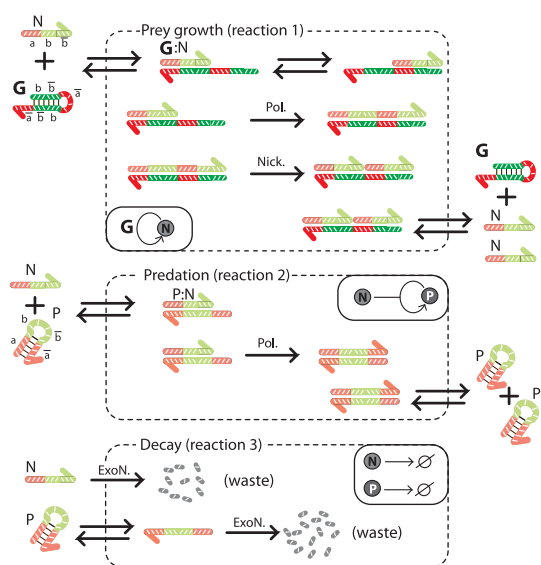 Prey growth (reaction 1)
N
a b b̅
+
G
b b̅ a̅
a̅ b̅ b
G:N
Pol.
Nick.
G N
G
+
N
N
Predation (reaction 2)
N
+ P
b
a b̅
a̅
P:N
N P
Pol.
P
+ P
Decay (reaction 3)
N ExoN. (waste)
N → ∅
P → ∅
P ExoN. (waste)